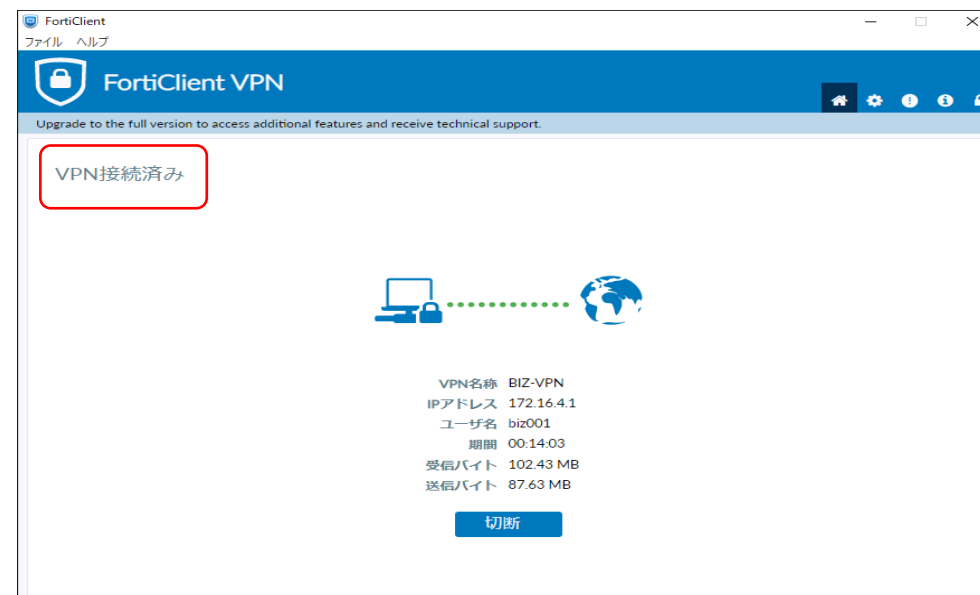 FortiClient
ファイル ヘルプ
FortiClient VPN
Upgrade to the full version to access additional features and receive technical support.
VPN接続済み
VPN名称 BIZ-VPN
IPアドレス 172.16.4.1
ユーザ名 biz001
期間 00:14:03
受信バイト 102.43 MB
送信バイト 87.63 MB
切断